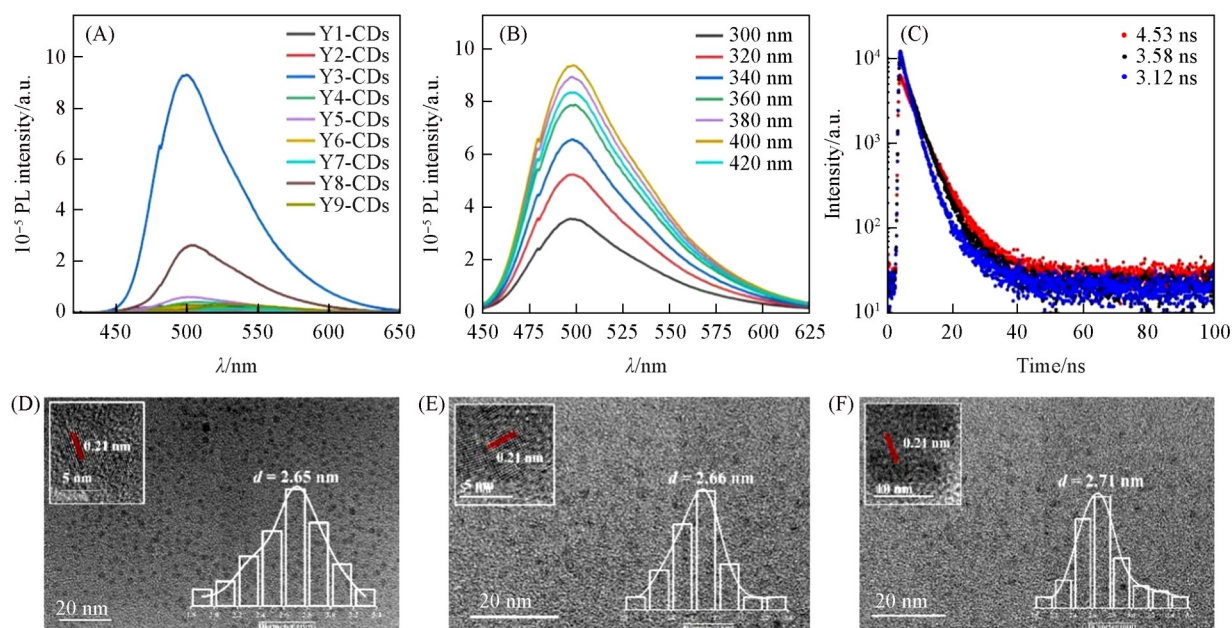 (A)
Y1-CDs
Y2-CDs
Y3-CDs
Y4-CDs
Y5-CDs
Y6-CDs
Y7-CDs
Y8-CDs
Y9-CDs
10
8
6
4
2
0
10⁻⁵ PL intensity/a.u.
450 500 550 600 650
λ/nm
(B)
300 nm
320 nm
340 nm
360 nm
380 nm
400 nm
420 nm
10
8
6
4
2
0
10⁻⁵ PL intensity/a.u.
450 475 500 525 550 575 600 625
λ/nm
(C)
4.53 ns
3.58 ns
3.12 ns
10⁴
10²
10¹
Intensity/a.u.
0 20 40 60 80 100
Time/ns
(D)
0.21 nm
5 nm
d = 2.65 nm
20 nm
(E)
0.21 nm
5 nm
d = 2.66 nm
20 nm
(F)
0.21 nm
10 nm
d = 2.71 nm
20 nm